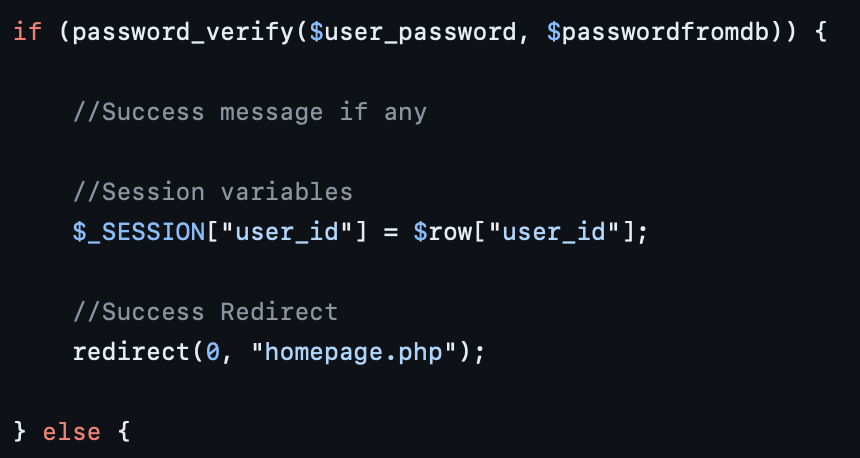 if (password_verify($user_password, $passwordfromdb)) {
//Success message if any
//Session variables
$_SESSION["user_id"] = $row["user_id"];
//Success Redirect
redirect(0, "homepage.php");
} else {